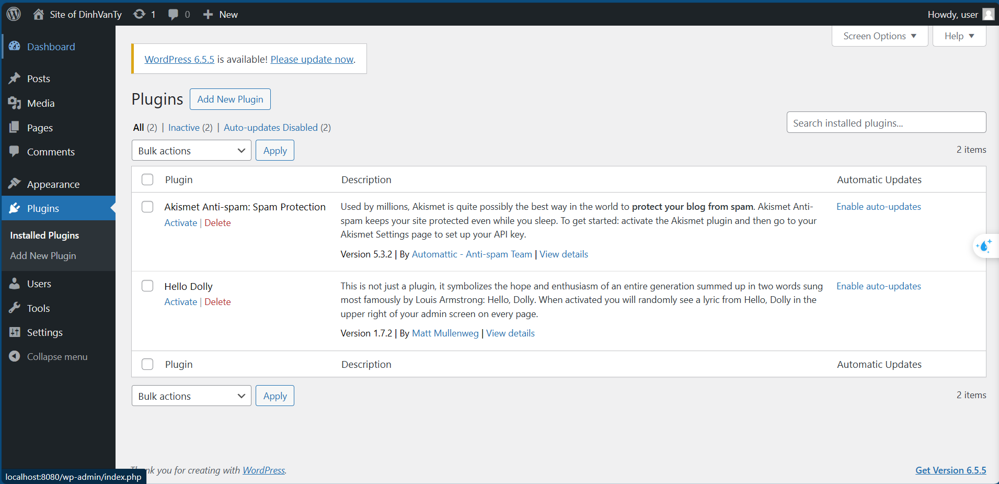 Site of DinhVanTy 1 0 New Howdy, user
Screen Options Help
Dashboard
Posts
Media
Pages
Comments
Appearance
Plugins
Installed Plugins
Add New Plugin
Users
Tools
Settings
Collapse menu
WordPress 6.5.5 is available! Please update now.
Plugins Add New Plugin
All (2) | Inactive (2) | Auto-updates Disabled (2)
Search installed plugins...
Bulk actions Apply
2 items
Plugin Description Automatic Updates
Akismet Anti-spam: Spam Protection
Activate | Delete
Used by millions, Akismet is quite possibly the best way in the world to protect your blog from spam. Akismet Anti-
spam keeps your site protected even while you sleep. To get started: activate the Akismet plugin and then go to your
Akismet Settings page to set up your API key.
Version 5.3.2 | By Automattic - Anti-spam Team | View details
Enable auto-updates
Hello Dolly
Activate | Delete
This is not just a plugin, it symbolizes the hope and enthusiasm of an entire generation summed up in two words sung
most famously by Louis Armstrong: Hello, Dolly. When activated you will randomly see a lyric from Hello, Dolly in the
upper right of your admin screen on every page.
Version 1.7.2 | By Matt Mullenweg | View details
Enable auto-updates
Plugin Description Automatic Updates
Bulk actions Apply
2 items
you for creating with WordPress.
Get Version 6.5.5
localhost:8080/wp-admin/index.php